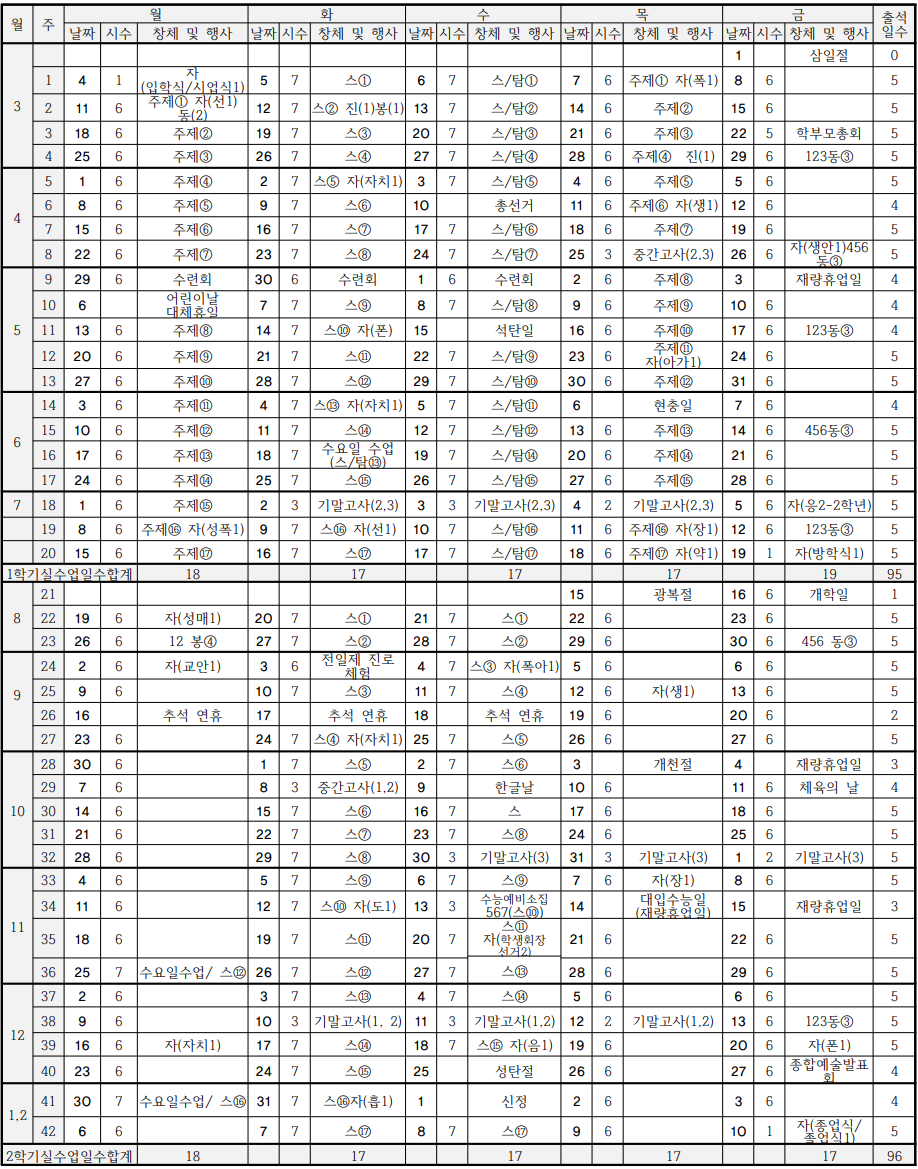 월 주 월 화 수 목 금 출석
일수
날짜 시수 창체 및 행사 날짜 시수 창체 및 행사 날짜 시수 창체 및 행사 날짜 시수 창체 및 행사 날짜 시수 창체 및 행사
3 1 삼일절 0
1 4 1 자
(입학식/시업식1) 5 7 스① 6 7 스/탐① 7 6 주제① 자(폭1) 8 6 5
2 11 6 주제① 자(선1)
동(2) 12 7 스② 진(1)봉(1) 13 7 스/탐② 14 6 주제② 15 6 5
3 18 6 주제② 19 7 스③ 20 7 스/탐③ 21 6 주제③ 22 5 학부모총회 5
4 25 6 주제③ 26 7 스④ 27 7 스/탐④ 28 6 주제④ 진(1) 29 6 123동③ 5
4 5 1 6 주제④ 2 7 스⑤ 자(자치1) 3 7 스/탐⑤ 4 6 주제⑤ 5 6 5
6 8 6 주제⑤ 9 7 스⑥ 10 총선거 11 6 주제⑥ 자(생1) 12 6 4
7 15 6 주제⑥ 16 7 스⑦ 17 7 스/탐⑥ 18 6 주제⑦ 19 6 5
8 22 6 주제⑦ 23 7 스⑧ 24 7 스/탐⑦ 25 3 중간고사(2,3) 26 6 자(생안1)456
동③ 5
5 9 29 6 수련회 30 6 수련회 1 6 수련회 2 6 주제⑧ 3 재량휴업일 4
10 6 어린이날
대체휴일 7 7 스⑨ 8 7 스/탐⑧ 9 6 주제⑨ 10 6 4
11 13 6 주제⑧ 14 7 스⑩ 자(폰) 15 석탄일 16 6 주제⑩ 17 6 123동③ 4
12 20 6 주제⑨ 21 7 스⑪ 22 7 스/탐⑨ 23 6 주제⑪
자(아가1) 24 6 5
13 27 6 주제⑩ 28 7 스⑫ 29 7 스/탐⑩ 30 6 주제⑫ 31 6 5
6 14 3 6 주제⑪ 4 7 스⑬ 자(자치1) 5 7 스/탐⑪ 6 현충일 7 6 4
15 10 6 주제⑫ 11 7 스⑭ 12 7 스/탐⑫ 13 6 주제⑬ 14 6 456동③ 5
16 17 6 주제⑬ 18 7 수요일 수업
(스/탐⑬) 19 7 스/탐⑭ 20 6 주제⑭ 21 6 5
17 24 6 주제⑭ 25 7 스⑮ 26 7 스/탐⑮ 27 6 주제⑮ 28 6 5
7 18 1 6 주제⑮ 2 3 기말고사(2,3) 3 3 기말고사(2,3) 4 2 기말고사(2,3) 5 6 자(응2-2학년) 5
19 8 6 주제⑯ 자(성폭1) 9 7 스⑯ 자(선1) 10 7 스/탐⑯ 11 6 주제⑯ 자(장1) 12 6 123동③ 5
20 15 6 주제⑰ 16 7 스⑰ 17 7 스/탐⑰ 18 6 주제⑰ 자(약1) 19 1 자(방학식1) 5
1학기실수업일수합계 18 17 17 17 19 95
8 21 15 광복절 16 6 개학일 1
22 19 6 자(성매1) 20 7 스① 21 7 스① 22 6 23 6 5
23 26 6 12 봉④ 27 7 스② 28 7 스② 29 6 30 6 456 동③ 5
9 24 2 6 자(교안1) 3 6 전일제 진로
체험 4 7 스③ 자(폭아1) 5 6 6 6 5
25 9 6 10 7 스③ 11 7 스④ 12 6 자(생1) 13 6 5
26 16 추석 연휴 17 추석 연휴 18 추석 연휴 19 6 20 6 2
27 23 6 24 7 스④ 자(자치1) 25 7 스⑤ 26 6 27 6 5
10 28 30 6 1 7 스⑤ 2 7 스⑥ 3 개천절 4 재량휴업일 3
29 7 6 8 3 중간고사(1,2) 9 한글날 10 6 11 6 체육의 날 4
30 14 6 15 7 스⑥ 16 7 스 17 6 18 6 5
31 21 6 22 7 스⑦ 23 7 스⑧ 24 6 25 6 5
32 28 6 29 7 스⑧ 30 3 기말고사(3) 31 3 기말고사(3) 1 2 기말고사(3) 5
11 33 4 6 5 7 스⑨ 6 7 스⑨ 7 6 자(장1) 8 6 5
34 11 6 12 7 스⑩ 자(도1) 13 3 수능예비소집
567(스⑩) 14 대입수능일
(재량휴업일) 15 재량휴업일 3
35 18 6 19 7 스⑪ 20 7 스⑪
자(학생회장
선거2) 21 6 22 6 5
36 25 7 수요일수업/ 스⑫ 26 7 스⑫ 27 7 스⑬ 28 6 29 6 5
12 37 2 6 3 7 스⑬ 4 7 스⑭ 5 6 6 6 5
38 9 6 10 3 기말고사(1, 2) 11 3 기말고사(1,2) 12 2 기말고사(1,2) 13 6 123동③ 5
39 16 6 자(자치1) 17 7 스⑭ 18 7 스⑮ 자(음1) 19 6 20 6 자(폰1) 5
40 23 6 24 7 스⑮ 25 성탄절 26 6 27 6 종합예술발표
회 4
1,2 41 30 7 수요일수업/ 스⑯ 31 7 스⑯자(흡1) 1 신정 2 6 3 6 4
42 6 6 7 7 스⑰ 8 7 스⑰ 9 6 10 1 자(종업식/
졸업식1) 5
2학기실수업일수합계 18 17 17 17 17 96